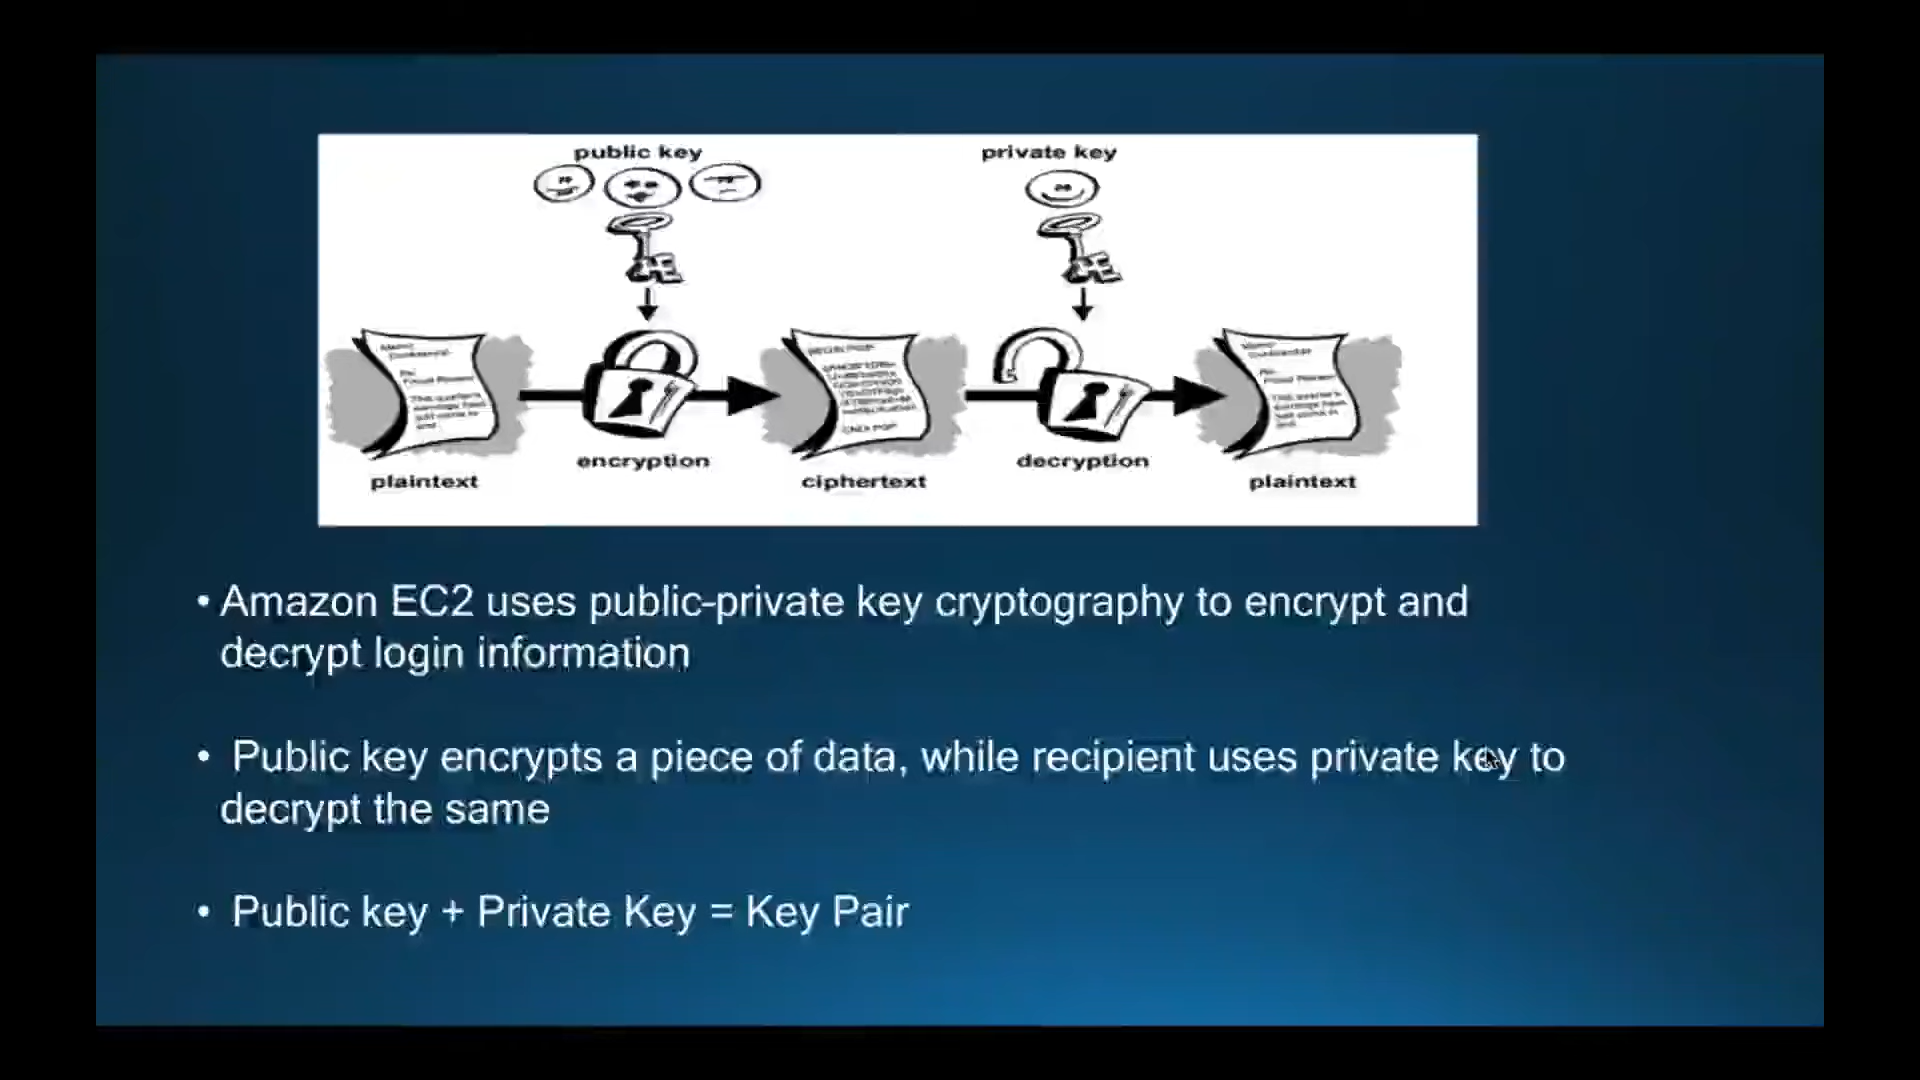 public key
private key
encryption
decryption
plaintext
ciphertext
plaintext
• Amazon EC2 uses public-private key cryptography to encrypt and
decrypt login information
• Public key encrypts a piece of data, while recipient uses private key to
decrypt the same
• Public key + Private Key = Key Pair